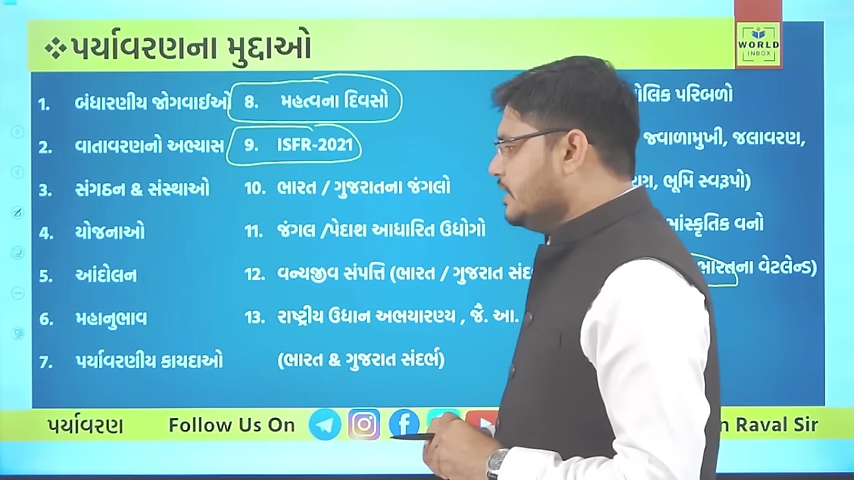 ❖પર્યાવરણના મુદ્દાઓ
WORLD
INBOX
1. બંધારણીય જોગવાઈઓ
2. વાતાવરણનો અભ્યાસ
3. સંગઠન & સંસ્થાઓ
4. યોજનાઓ
5. આંદોલન
6. મહાનુભાવ
7. પર્યાવરણીય કાયદાઓ
8. મહત્વના દિવસો
9. ISFR-2021
10. ભારત / ગુજરાતના જંગલો
11. જંગલ /પેદાશ આધારિત ઉદ્યોગો
12. વન્યજીવ સંપત્તિ (ભારત / ગુજરાત
13. રાષ્ટ્રીય ઉદ્યાન અભયારણ્ય , જૈ. આ.
(ભારત & ગુજરાત સંદર્ભ)
પરિબળો
જ્વાળામુખી, જલાવરણ,
ભૂમિ સ્વરૂપો)
સાંસ્કૃતિક વનો
ભારતના વેટલેન્ડ)
પર્યાવરણ
Follow Us On
Raval Sir